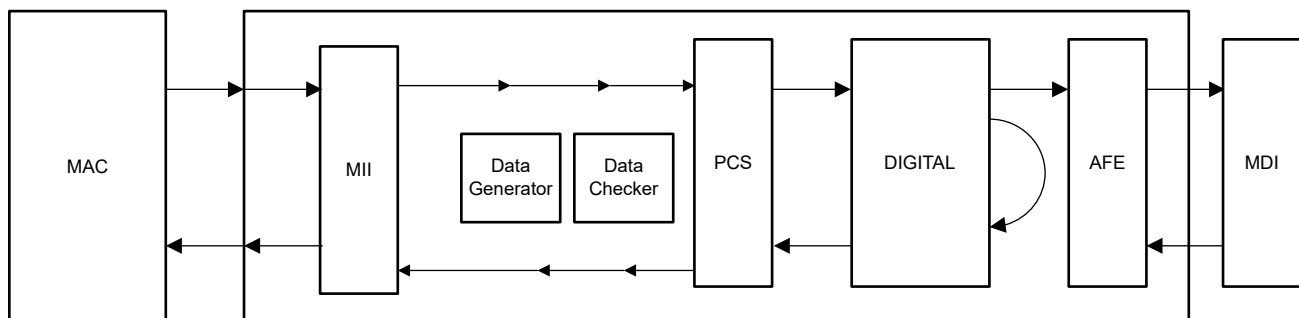 MAC
MII
Data
Generator
Data
Checker
PCS
DIGITAL
AFE
MDI